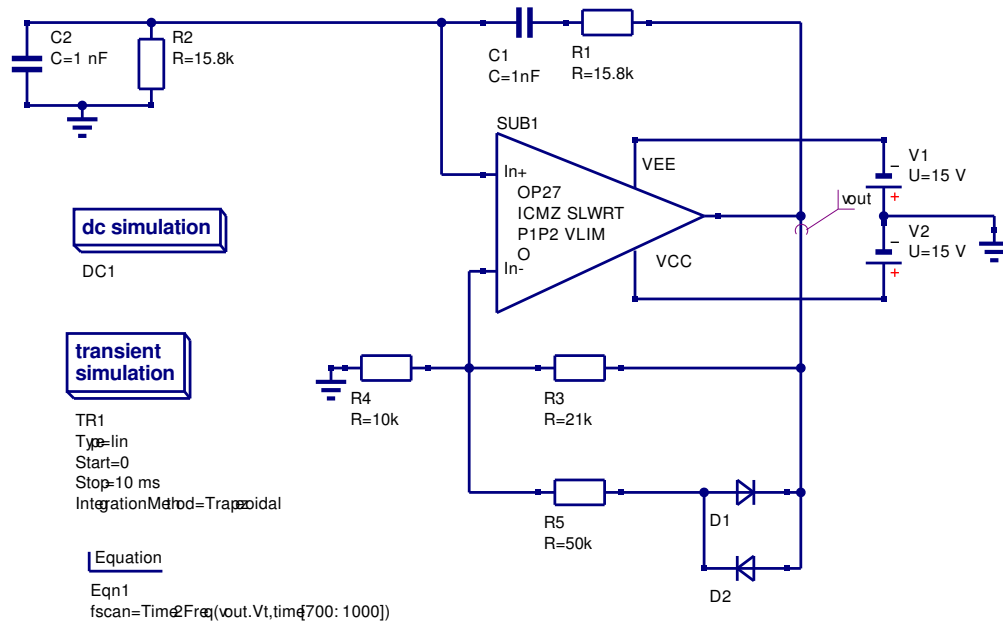 C2
C=1 nF
R2
R=15.8k
C1
C=1nF
R1
R=15.8k
SUB1
In+
OP27
ICMZ SLWRT
P1P2 VLIM
O
In-
VEE
VCC
vout
V1
U=15 V
V2
U=15 V
−
+
−
+
dc simulation
DC1
transient
simulation
TR1
Type=lin
Start=0
Stop=10 ms
IntegrationMethod=Trapezoidal
R4
R=10k
R3
R=21k
R5
R=50k
D1
D2
Equation
Eqn1
fscan=Time2Freq(vout.Vt,time[700: 1000])